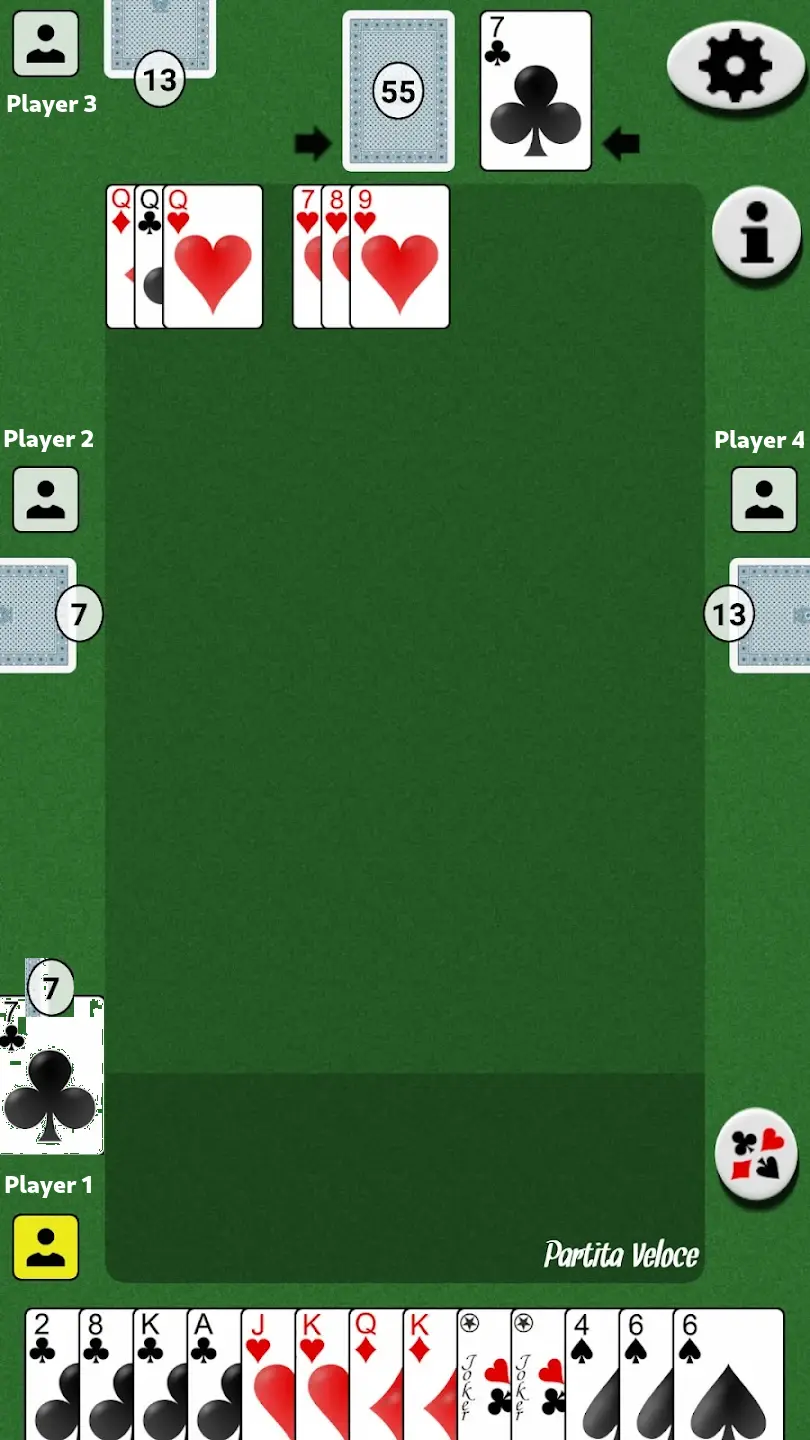 7
13
55
Player 3
Q Q Q 7 8 9
Player 2 Player 4
7 13
7
7
Player 1
Partita Veloce
2 8 K A J K Q K Joker Joker 4 6 6